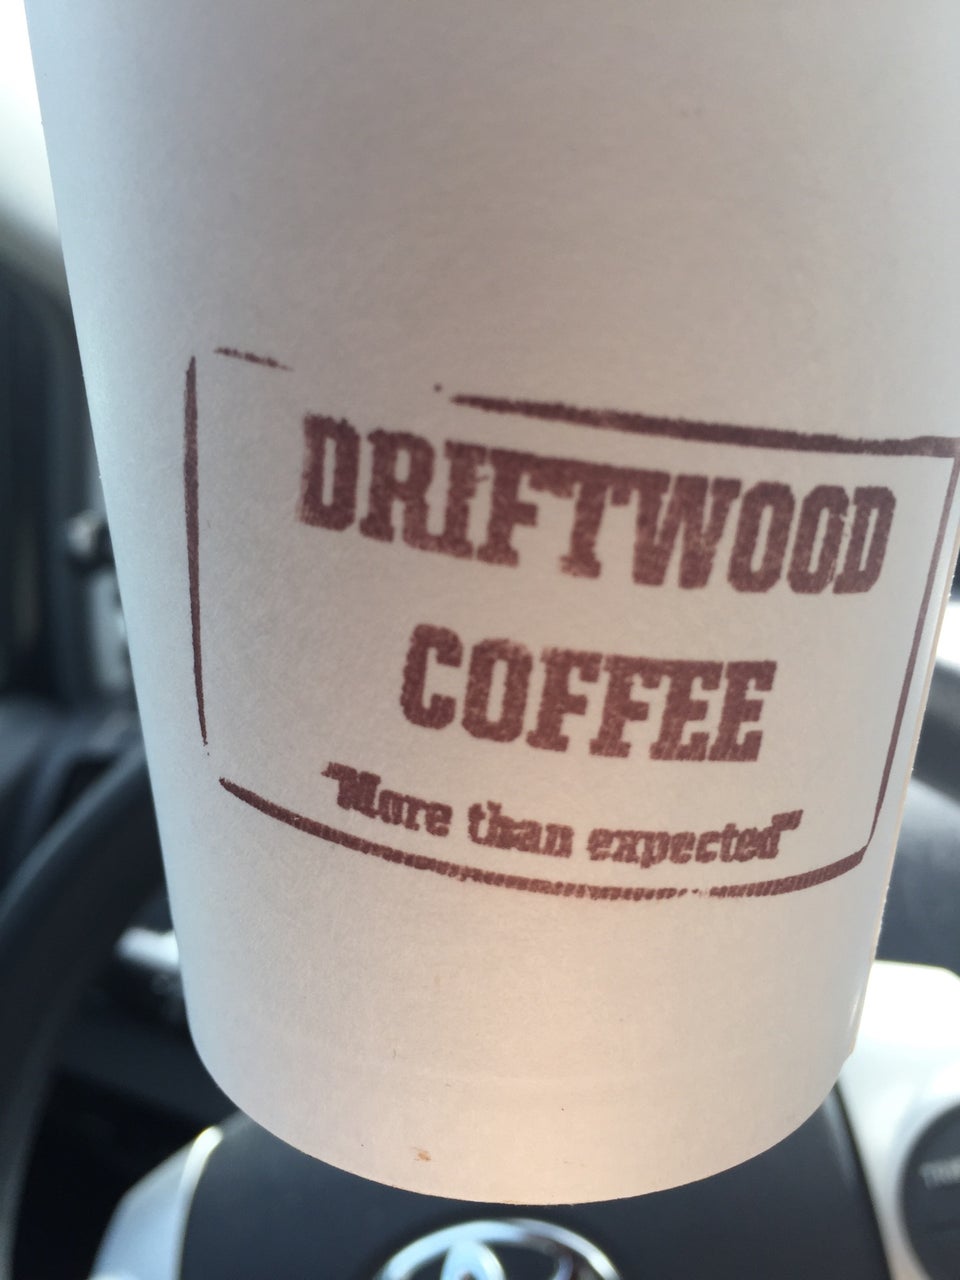 DRIFTWOOD
COFFEE
"More than expected"